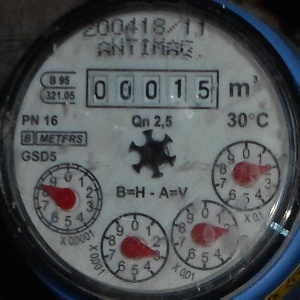 200418/11
ANTIMAG.
B 95
321.05
00015 m³
PN 16
Qn 2,5
30°C
B METFRS
GSD5
B=H - A=V
X 0.0001
X 0.001
X 0.01
X 0.1